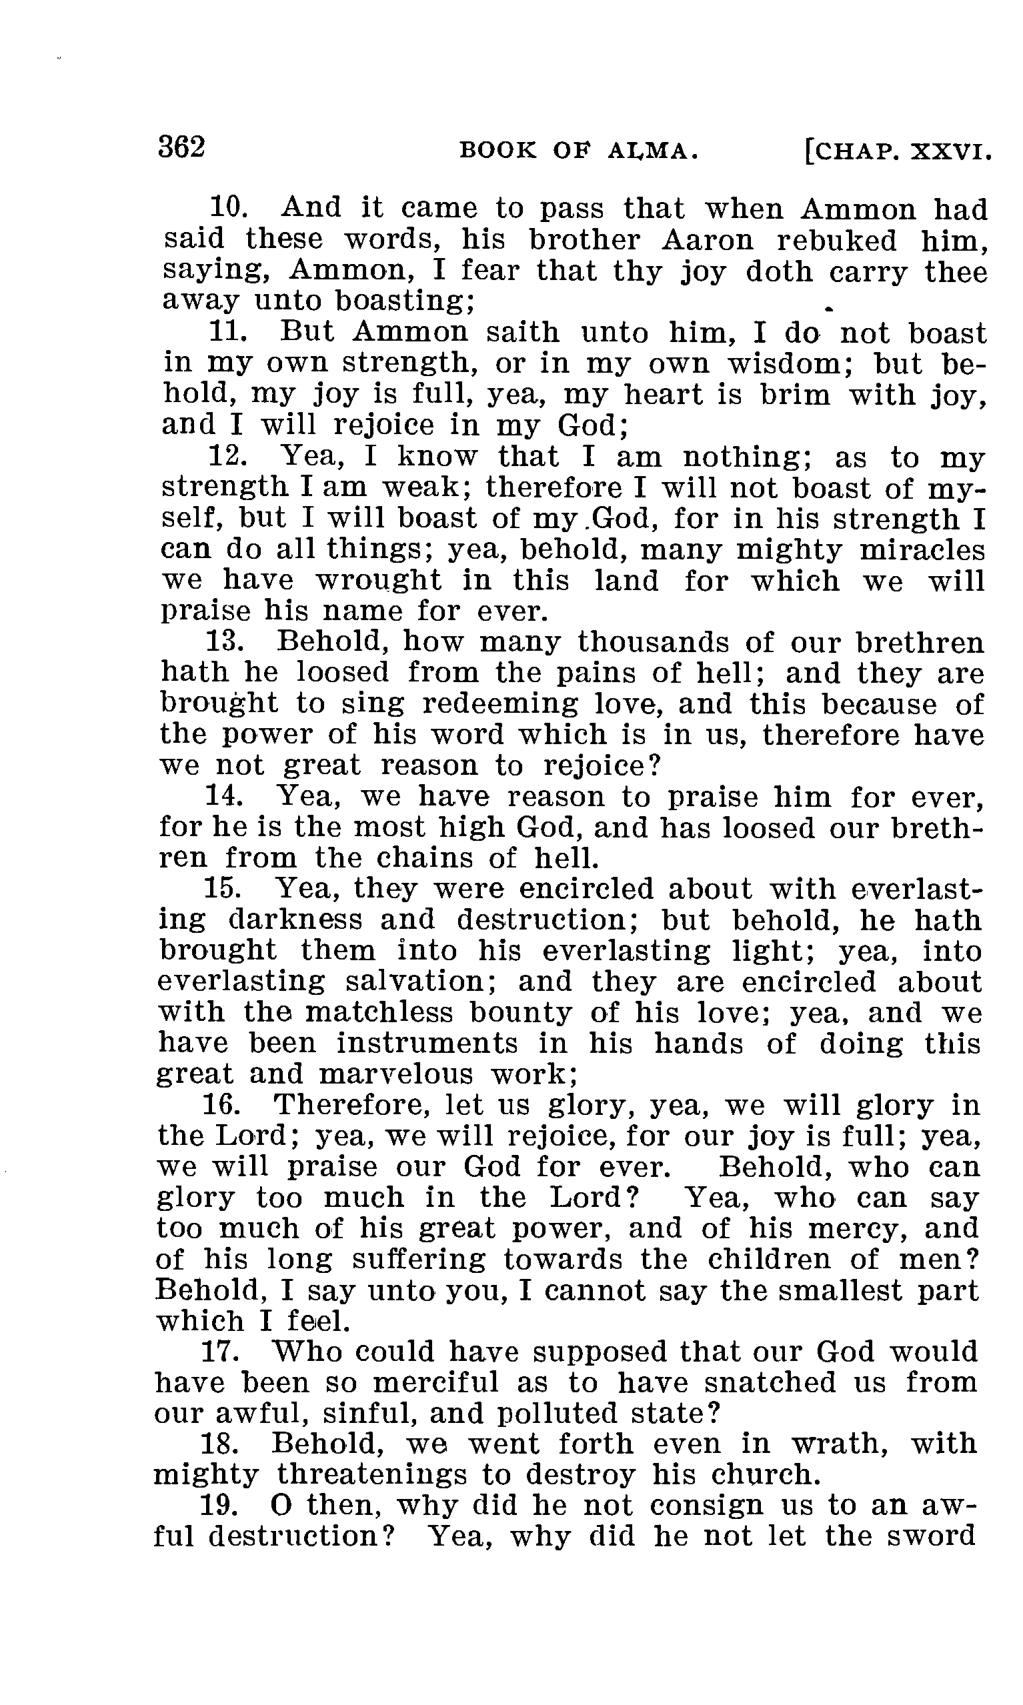 362 BOOK OF ALMA. [CHAP. XXVI.
10. And it came to pass that when Ammon had
said these words, his brother Aaron rebuked him,
saying, Ammon, I fear that thy joy doth carry thee
away unto boasting;
11. But Ammon saith unto him, I do not boast
in my own strength, or in my own wisdom; but be-
hold, my joy is full, yea, my heart is brim with joy,
and I will rejoice in my God;
12. Yea, I know that I am nothing; as to my
strength I am weak; therefore I will not boast of my-
self, but I will boast of my God, for in his strength I
can do all things; yea, behold, many mighty miracles
we have wrought in this land for which we will
praise his name for ever.
13. Behold, how many thousands of our brethren
hath he loosed from the pains of hell; and they are
brought to sing redeeming love, and this because of
the power of his word which is in us, therefore have
we not great reason to rejoice?
14. Yea, we have reason to praise him for ever,
for he is the most high God, and has loosed our breth-
ren from the chains of hell.
15. Yea, they were encircled about with everlast-
ing darkness and destruction; but behold, he hath
brought them into his everlasting light; yea, into
everlasting salvation; and they are encircled about
with the matchless bounty of his love; yea, and we
have been instruments in his hands of doing this
great and marvelous work;
16. Therefore, let us glory, yea, we will glory in
the Lord; yea, we will rejoice, for our joy is full; yea,
we will praise our God for ever. Behold, who can
glory too much in the Lord? Yea, who can say
too much of his great power, and of his mercy, and
of his long suffering towards the children of men?
Behold, I say unto you, I cannot say the smallest part
which I feel.
17. Who could have supposed that our God would
have been so merciful as to have snatched us from
our awful, sinful, and polluted state?
18. Behold, we went forth even in wrath, with
mighty threatenings to destroy his church.
19. O then, why did he not consign us to an aw-
ful destruction? Yea, why did he not let the sword